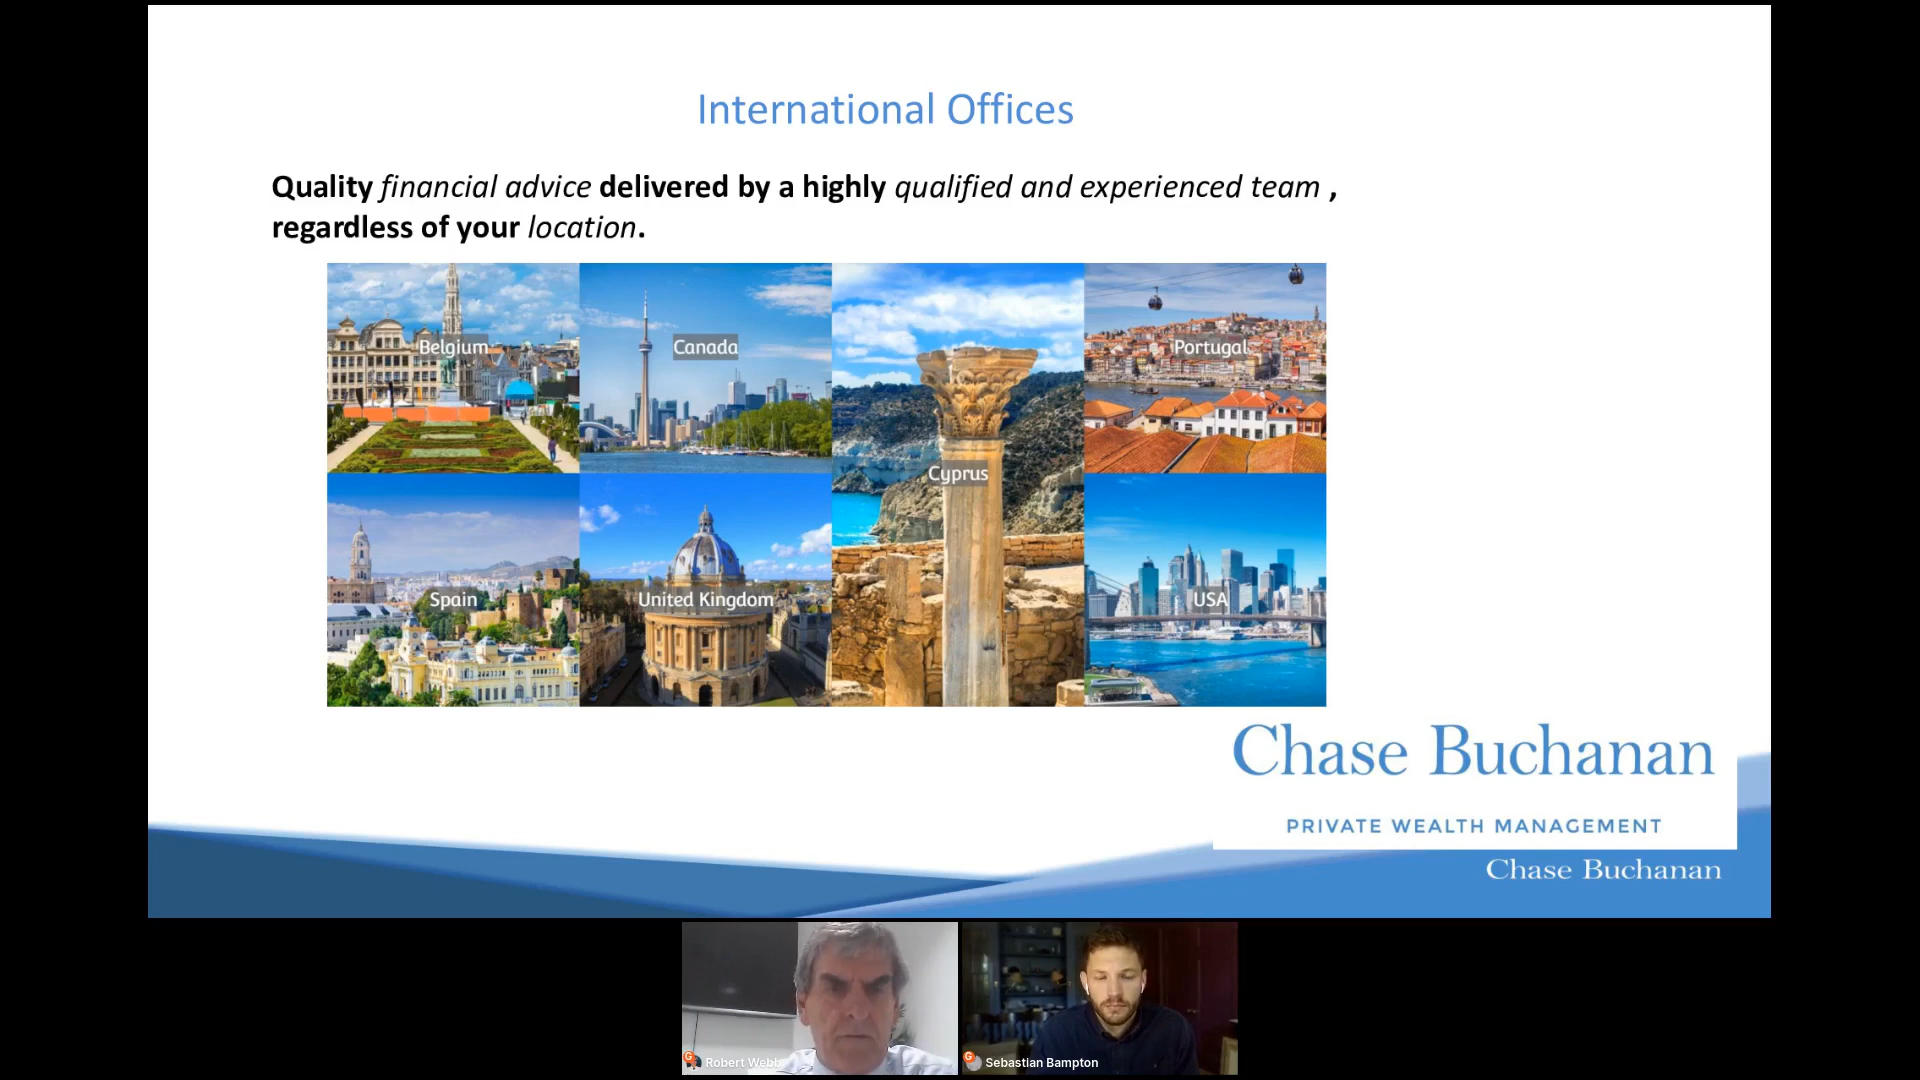 International Offices
Quality financial advice delivered by a highly qualified and experienced team ,
regardless of your location.
Belgium
Canada
Cyprus
Portugal
Spain
United Kingdom
USA
Chase Buchanan
PRIVATE WEALTH MANAGEMENT
Chase Buchanan
G Robert Webb
G Sebastian Bampton